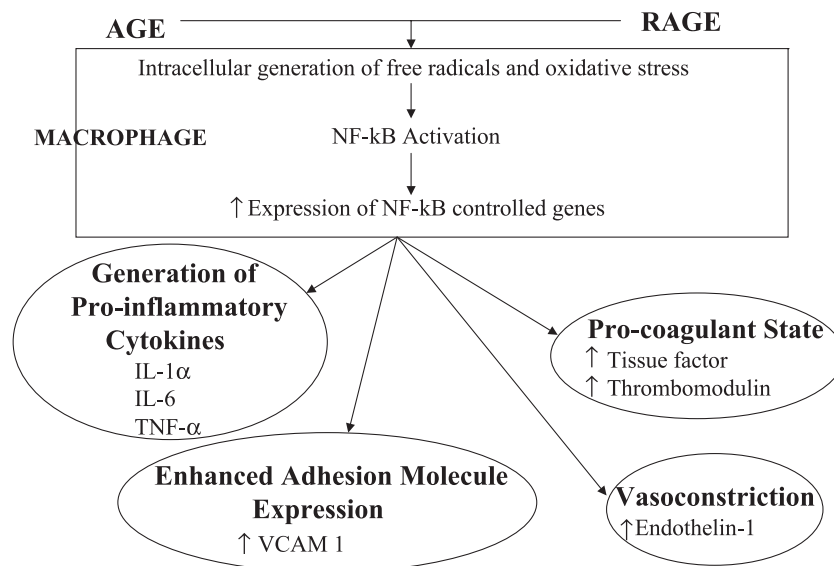 AGE
RAGE
Intracellular generation of free radicals and oxidative stress
MACROPHAGE
NF-kB Activation
↑ Expression of NF-kB controlled genes
Generation of
Pro-inflammatory
Cytokines
IL-1α
IL-6
TNF-α
Pro-coagulant State
↑ Tissue factor
↑ Thrombomodulin
Enhanced Adhesion Molecule
Expression
↑ VCAM 1
Vasoconstriction
↑Endothelin-1